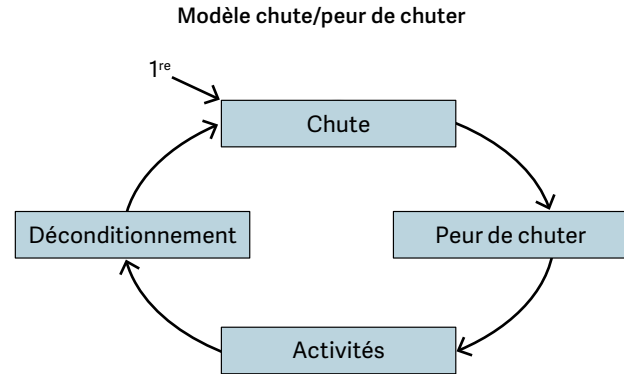 Modèle chute/peur de chuter
1re
Chute
Déconditionnement
Peur de chuter
Activités